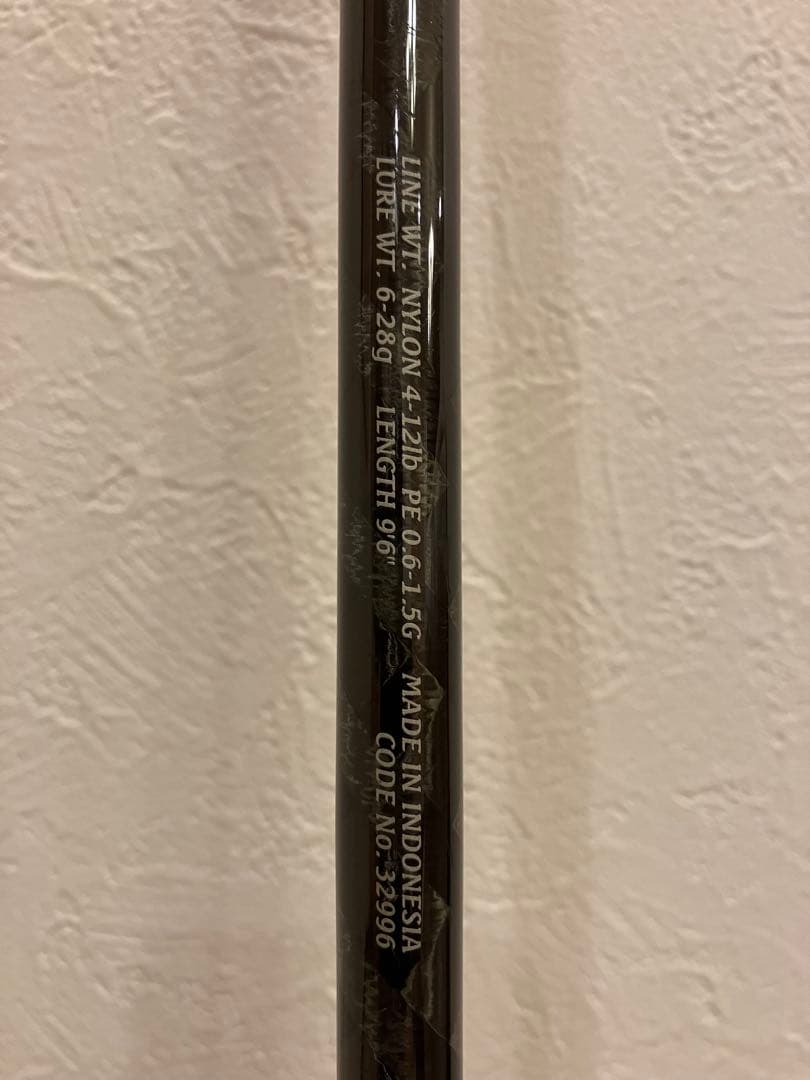 LINE WT. NYLON 4-12lb PE 0.6-1.5G MADE IN INDONESIA
LURE WT. 6-28g LENGTH 9'6" CODE No. 32996